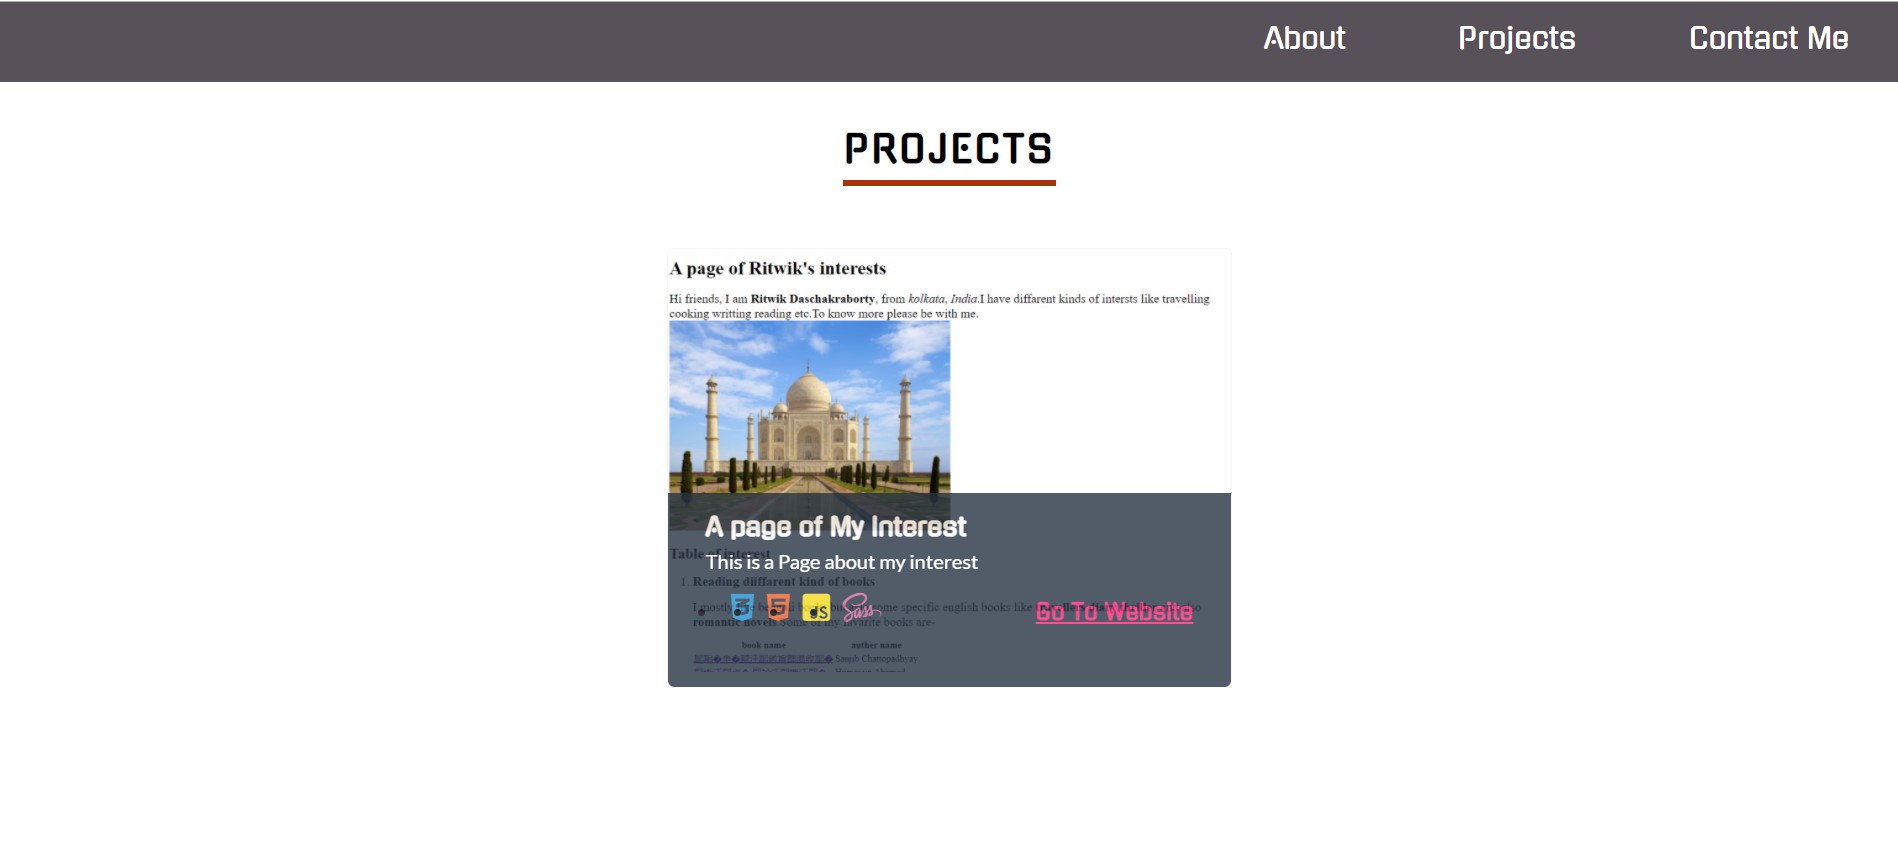 About Projects Contact Me
PROJECTS
A page of Ritwik's interests
Hi friends, I am Ritwik Daschakraborty, from kolkata, India.I have diffarent kinds of intersts like travelling
cooking writting reading etc.To know more please be with me.
A page of My Interest
Table of interest
This is a Page about my interest
1. Reading diiffarent kind of books
3 5 JS Sass
I mostly some specific english books like
Go To Website
romantic novels.Some of my favarite books are-
book name auther name
Sanjib Chattopadhyay